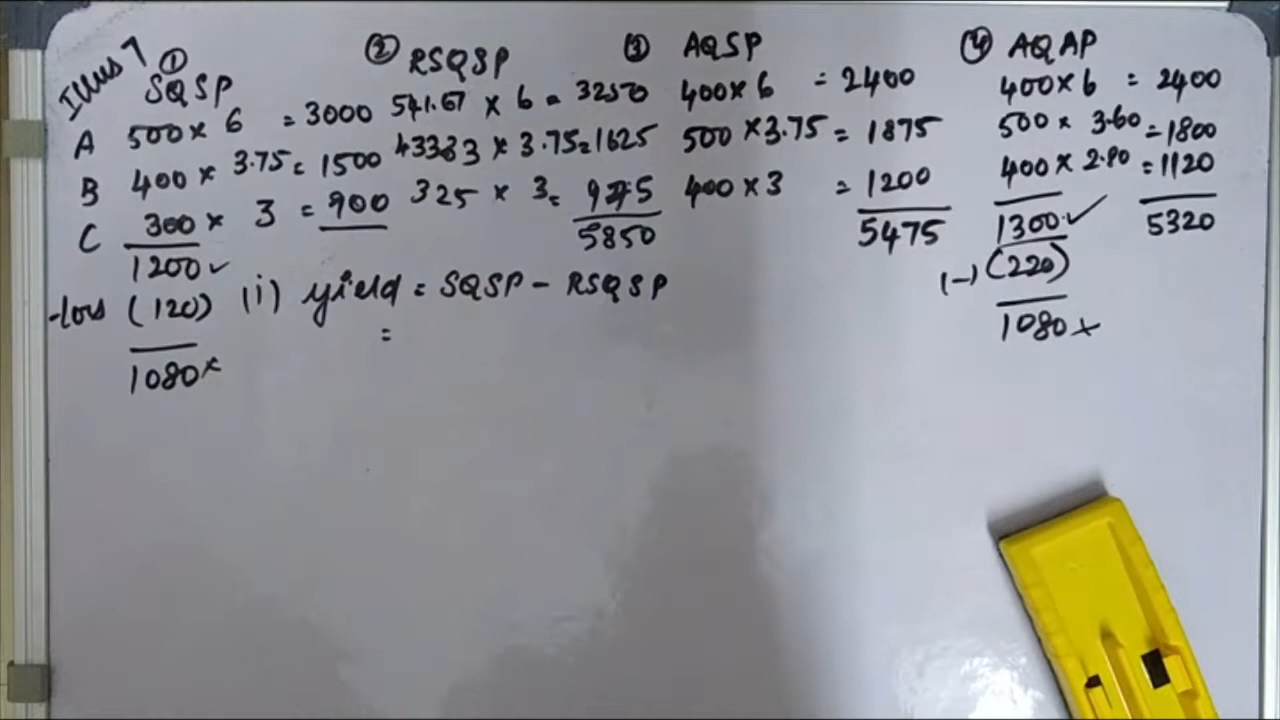 Illus 7
① SQSP ② RSQSP ③ AQSP ④ AQAP
A 500 x 6 = 3000 541.67 x 6 = 3250 400 x 6 = 2400 400 x 6 = 2400
B 400 x 3.75 = 1500 43333 x 3.75 = 1625 500 x 3.75 = 1875 500 x 3.60 = 1800
C 300 x 3 = 900 325 x 3 = 975 400 x 3 = 1200 400 x 2.80 = 1120
1200 ✓ 5850 5475 1300 ✓ 5320
-loss (120) (i) yield = SQSP - RSQSP (-) (220)
=
1080 x 1080 x